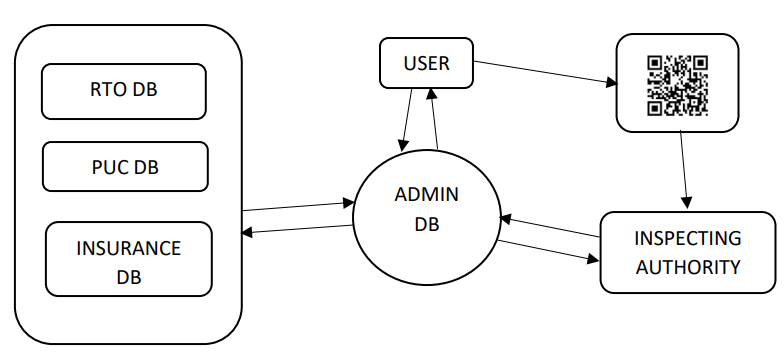 RTO DB
PUC DB
INSURANCE
DB
USER
ADMIN
DB
INSPECTING
AUTHORITY